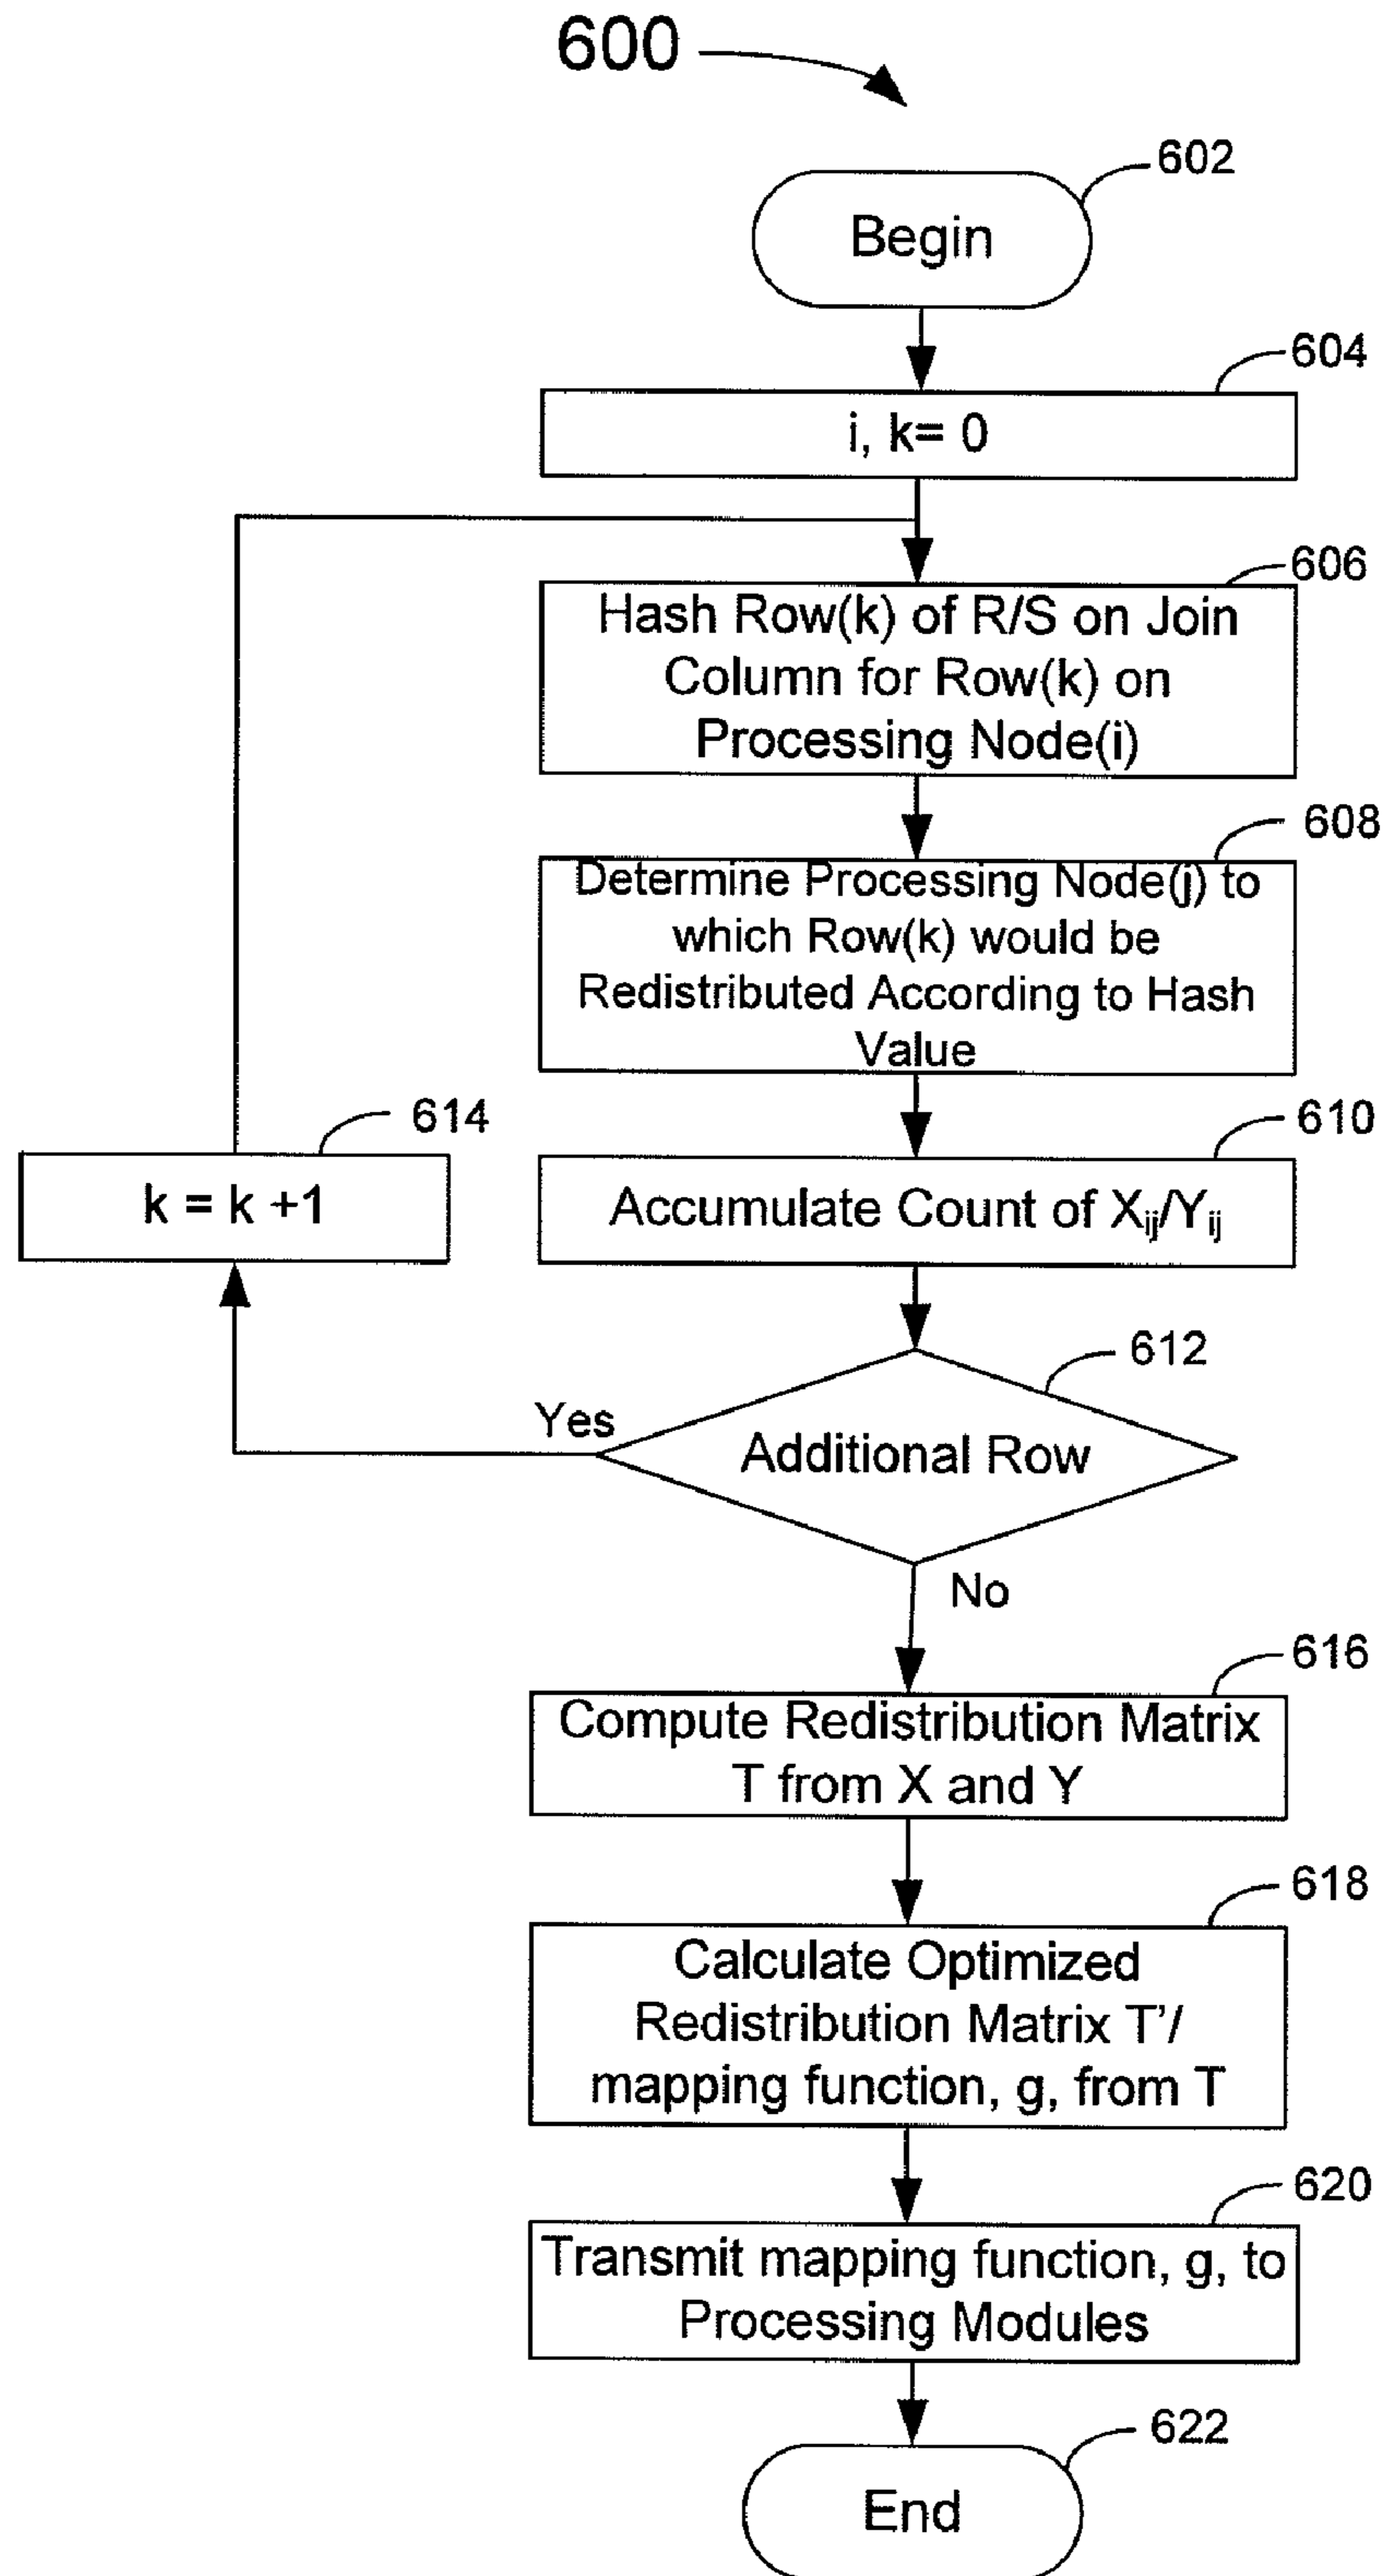 600
602
Begin
604
i, k= 0
606
Hash Row(k) of R/S on Join
Column for Row(k) on
Processing Node(i)
608
Determine Processing Node(j) to
which Row(k) would be
Redistributed According to Hash
Value
610
614
k = k +1
Accumulate Count of Xij/Yij
612
Yes
Additional Row
No
616
Compute Redistribution Matrix
T from X and Y
618
Calculate Optimized
Redistribution Matrix T’/
mapping function, g, from T
620
Transmit mapping function, g, to
Processing Modules
622
End